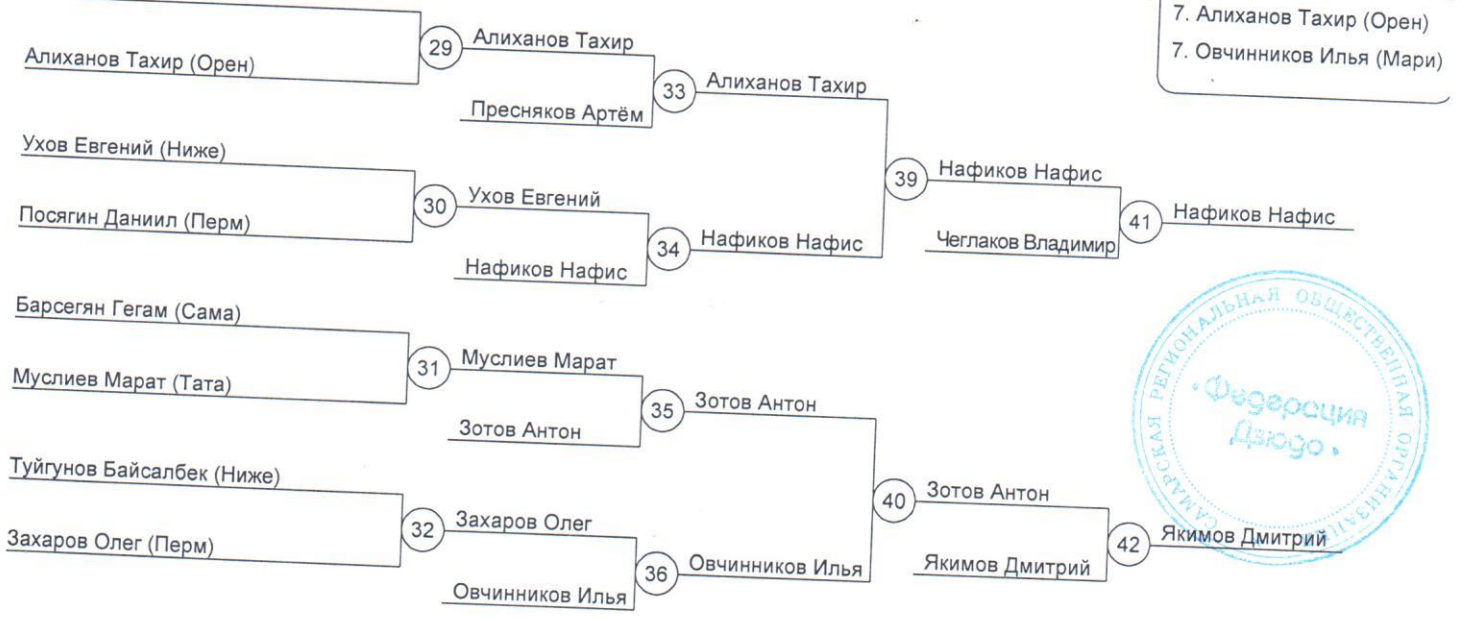 7. Алиханов Тахир (Орен)
7. Овчинников Илья (Мари)
29
Алиханов Тахир
Алиханов Тахир (Орен)
33
Алиханов Тахир
Пресняков Артём
Ухов Евгений (Ниже)
39
Нафиков Нафис
30
Ухов Евгений
41
Нафиков Нафис
Посягин Даниил (Перм)
34
Нафиков Нафис
Чеглаков Владимир
Нафиков Нафис
Барсегян Гегам (Сама)
31
Муслиев Марат
Муслиев Марат (Тата)
35
Зотов Антон
Зотов Антон
Туйгунов Байсалбек (Ниже)
40
Зотов Антон
32
Захаров Олег
42
Якимов Дмитрий
Захаров Олег (Перм)
36
Овчинников Илья
Якимов Дмитрий
Овчинников Илья
САМАРСКАЯ РЕГИОНАЛЬНАЯ ОБЩЕСТВЕННАЯ ОРГАНИЗАЦИЯ
• Федерация
Дзюдо •